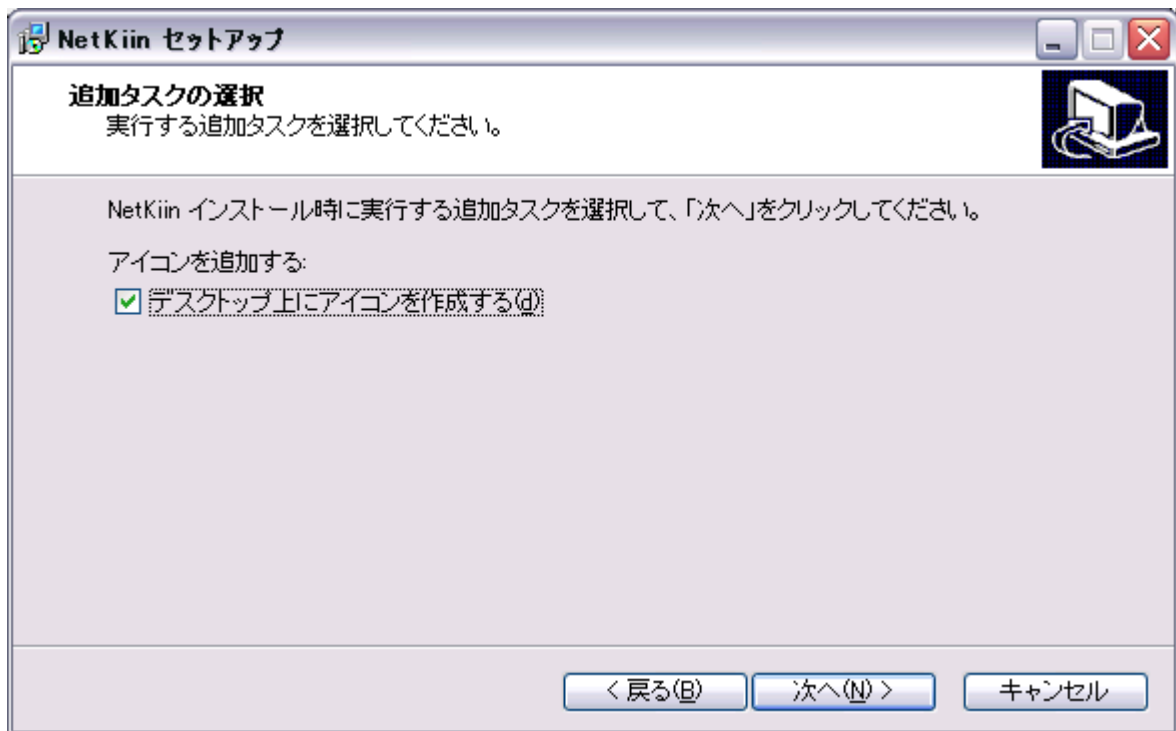 NetKiin セットアップ
追加タスクの選択
実行する追加タスクを選択してください。
NetKiin インストール時に実行する追加タスクを選択して、「次へ」をクリックしてください。
アイコンを追加する:
デスクトップ上にアイコンを作成する(d)
< 戻る(B)
次へ(N) >
キャンセル